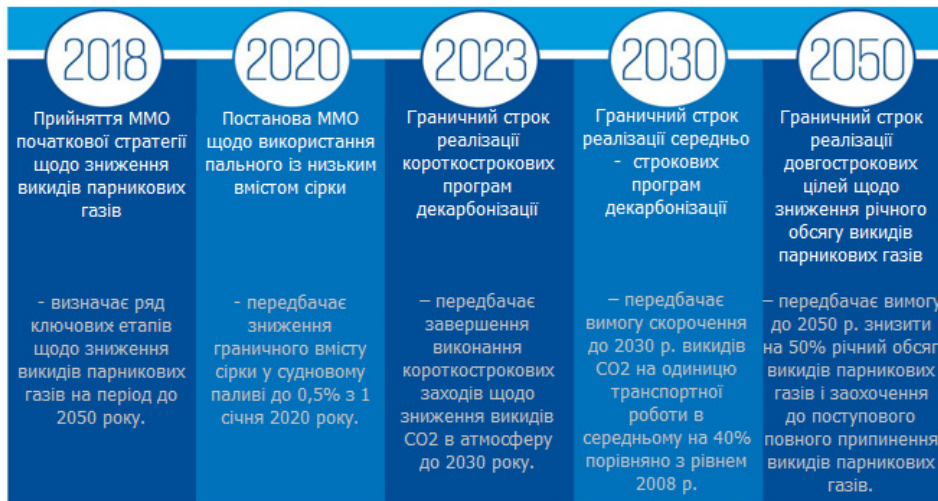 2018
Прийняття ММО
початкової стратегії
щодо зниження
викидів парникових
газів
- визначає ряд
ключових етапів
щодо зниження
викидів парникових
газів на період до
2050 року.
2020
Постанова ММО
щодо використання
пального із низьким
вмістом сірки
- передбачає
зниження
граничного вмісту
сірки у судновому
паливі до 0,5% з 1
січня 2020 року.
2023
Граничний строк
реалізації
короткострокових
програм
декарбонізації
– передбачає
завершення
виконання
короткострокових
заходів щодо
зниження викидів
СО2 в атмосферу
до 2030 року.
2030
Граничний строк
реалізації середньо
- строкових
програм
декарбонізації
– передбачає
вимогу скорочення
до 2030 р. викидів
СО2 на одиницю
транспортної
роботи в
середньому на 40%
порівняно з рівнем
2008 р.
2050
Граничний строк
реалізації
довгострокових
цілей щодо
зниження річного
обсягу викидів
парникових газів
– передбачає вимогу
до 2050 р. знизити
на 50% річний обсяг
викидів парникових
газів і заохочення
до поступового
повного припинення
викидів парникових
газів.